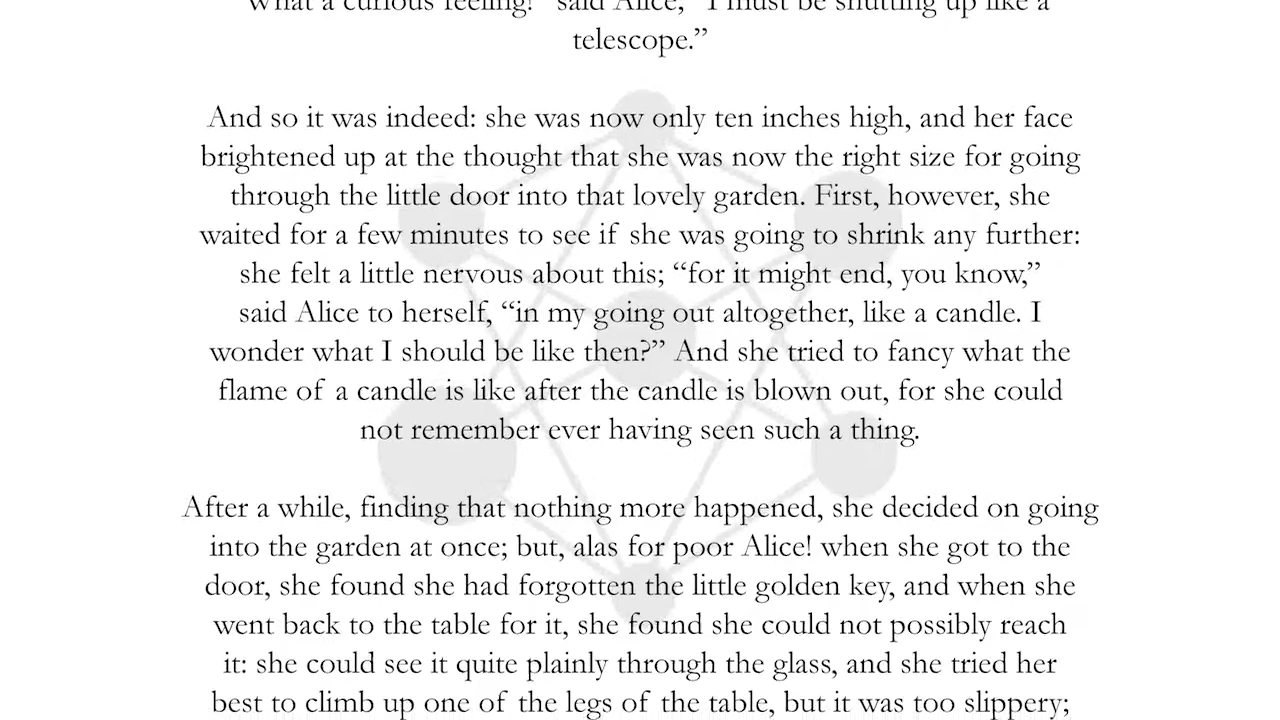 “What a curious feeling!” said Alice, “I must be shutting up like a
telescope.”
And so it was indeed: she was now only ten inches high, and her face
brightened up at the thought that she was now the right size for going
through the little door into that lovely garden. First, however, she
waited for a few minutes to see if she was going to shrink any further:
she felt a little nervous about this; “for it might end, you know,”
said Alice to herself, “in my going out altogether, like a candle. I
wonder what I should be like then?” And she tried to fancy what the
flame of a candle is like after the candle is blown out, for she could
not remember ever having seen such a thing.
After a while, finding that nothing more happened, she decided on going
into the garden at once; but, alas for poor Alice! when she got to the
door, she found she had forgotten the little golden key, and when she
went back to the table for it, she found she could not possibly reach
it: she could see it quite plainly through the glass, and she tried her
best to climb up one of the legs of the table, but it was too slippery;